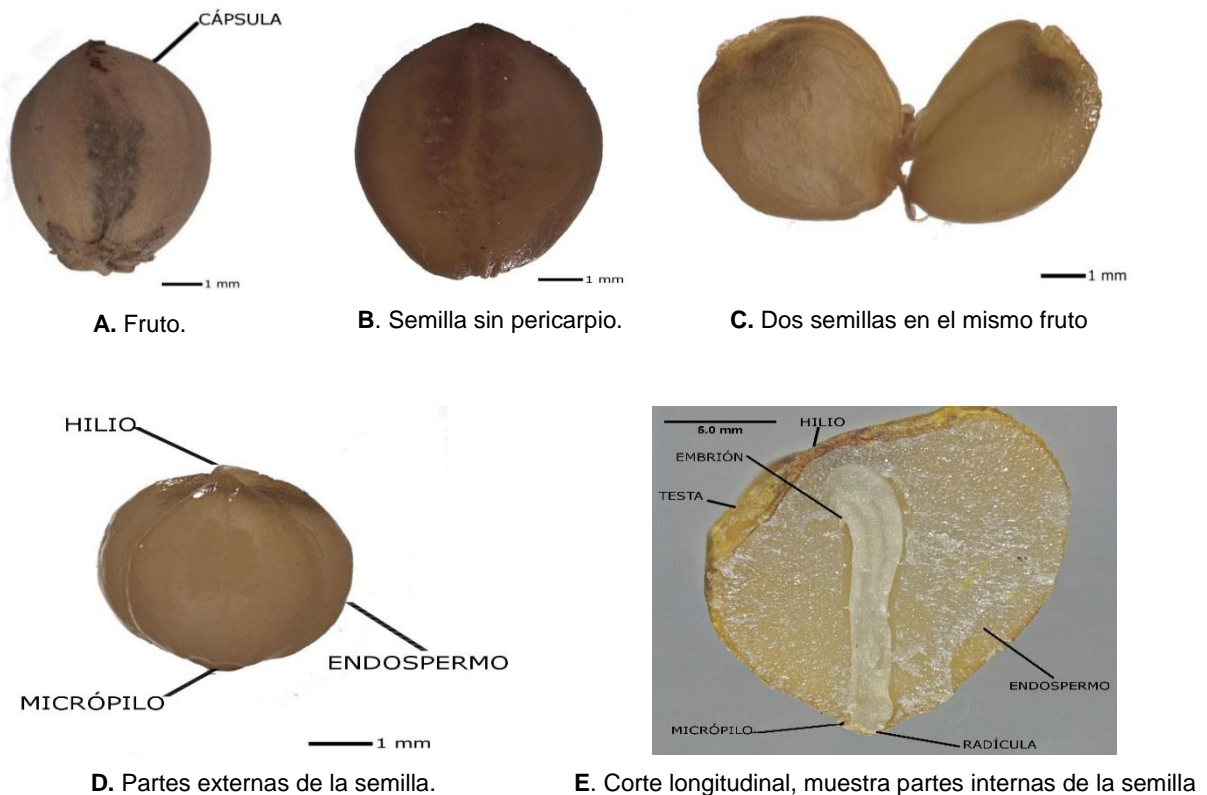 CÁPSULA
1 mm
1 mm
1 mm
A. Fruto.
B. Semilla sin pericarpio.
C. Dos semillas en el mismo fruto
HILIO
ENDOSPERMO
MICRÓPILO
1 mm
5.0 mm
HILIO
EMBRIÓN
TESTA
ENDOSPERMO
MICRÓPILO
RADÍCULA
D. Partes externas de la semilla.
E. Corte longitudinal, muestra partes internas de la semilla